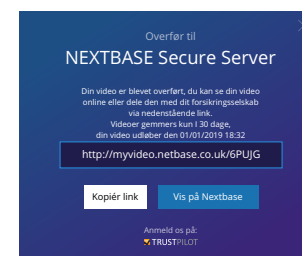 Overfør til
NEXTBASE Secure Server
Din video er blevet overført, du kan se din video
online eller dele den med dit forsikringsselskab
via nedenstående link.
Videoer gemmers kun I 30 dage,
din video udløber den 01/01/2019 18:32
http://myvideo.netbase.co.uk/6PUJG
Kopiér link
Vis på Nextbase
Anmeld os på:
TRUSTPILOT